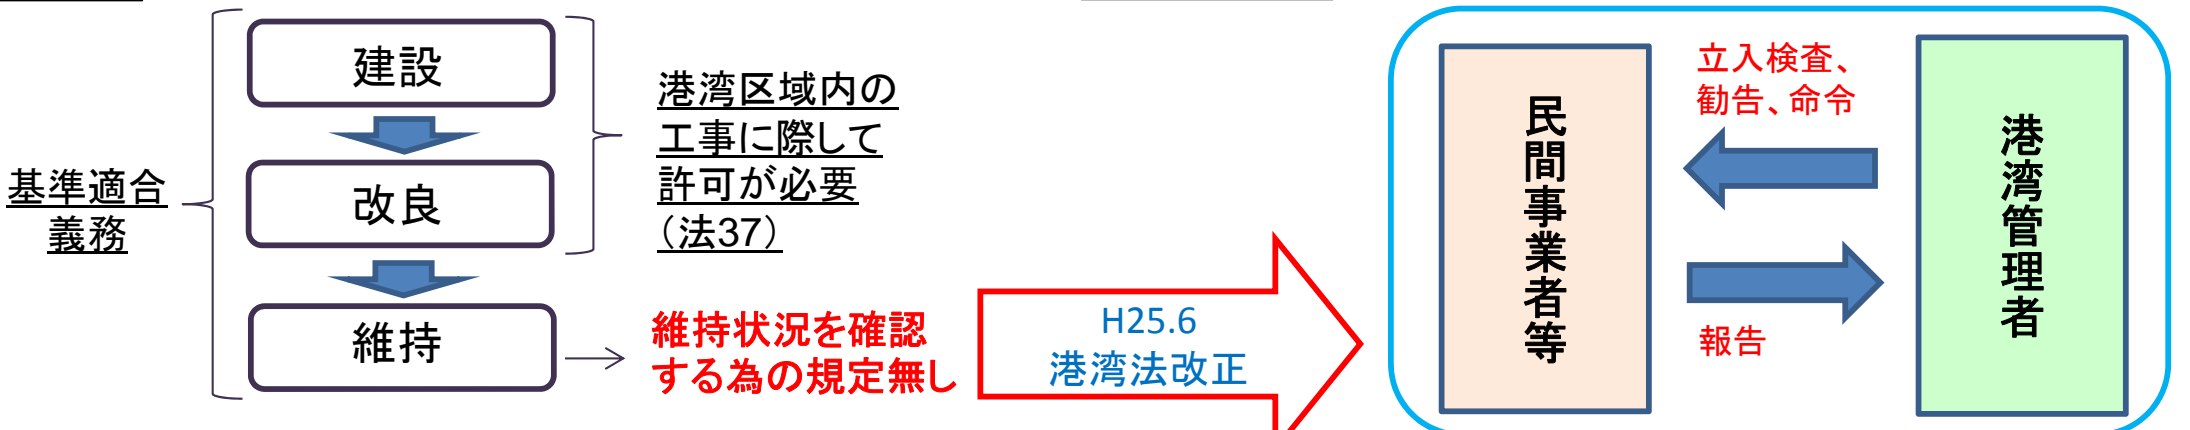 基準適合
義務
建設
改良
維持
港湾区域内の
工事に際して
許可が必要
（法37）
維持状況を確認
する為の規定無し
H25.6
港湾法改正
民間事業者等
立入検査、
勧告、命令
報告
港湾管理者